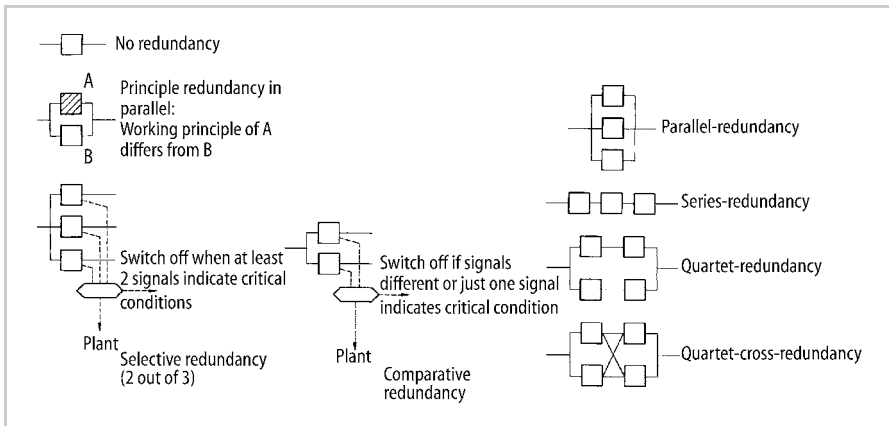 No redundancy
A
Principle redundancy in
parallel:
Working principle of A
differs from B
B
Switch off when at least
2 signals indicate critical
conditions
Plant
Selective redundancy
(2 out of 3)
Switch off if signals
different or just one signal
indicates critical condition
Plant
Comparative
redundancy
Parallel-redundancy
Series-redundancy
Quartet-redundancy
Quartet-cross-redundancy